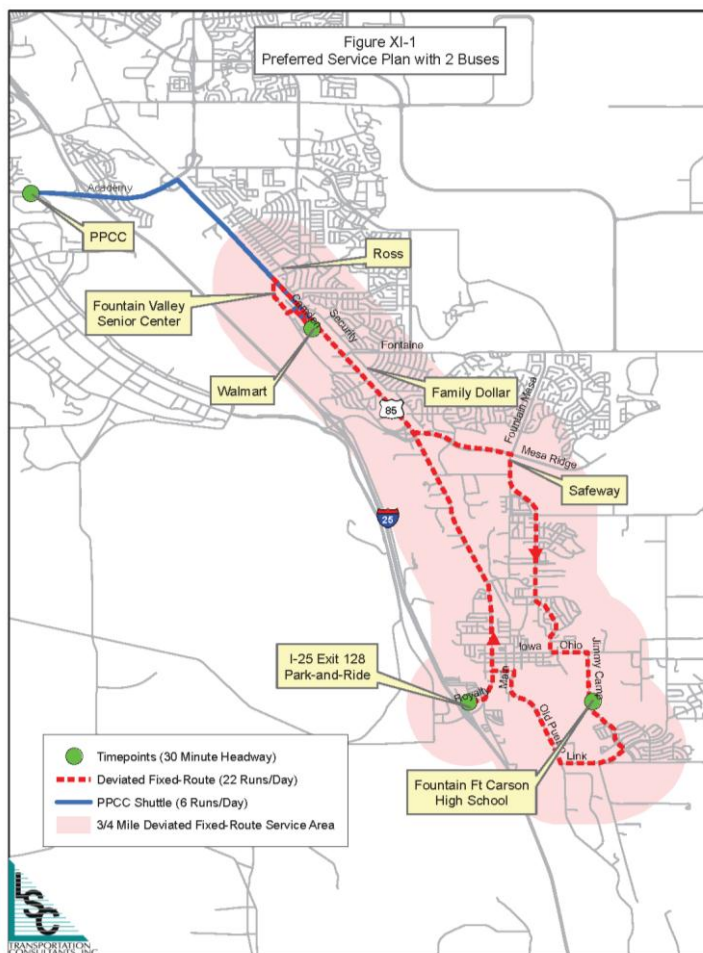 Figure XI-1
Preferred Service Plan with 2 Buses
Academy
PPCC
Ross
Fountain Valley
Senior Center
Security
Fontaine
Walmart
Family Dollar
85
Fountain Mesa
Mesa Ridge
Safeway
25
Iowa
Ohio
Jimmy Camp
I-25 Exit 128
Park-and-Ride
Main
Royalty
Link
Timepoints (30 Minute Headway)
Deviated Fixed-Route (22 Runs/Day)
PPCC Shuttle (6 Runs/Day)
3/4 Mile Deviated Fixed-Route Service Area
Fountain Ft Carson
High School
LSC
TRANSPORTATION
CONSULTANTS, INC.